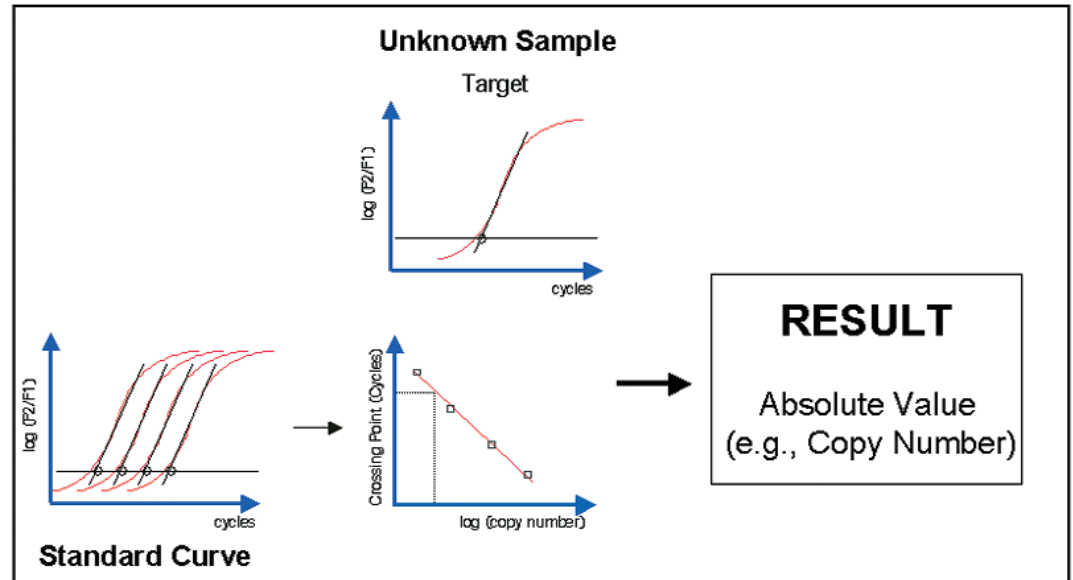 Unknown Sample
Target
log (F2/F1)
cycles
log (F2/F1)
cycles
Standard Curve
Crossing Point (Cycles)
log (copy number)
RESULT
Absolute Value
(e.g., Copy Number)